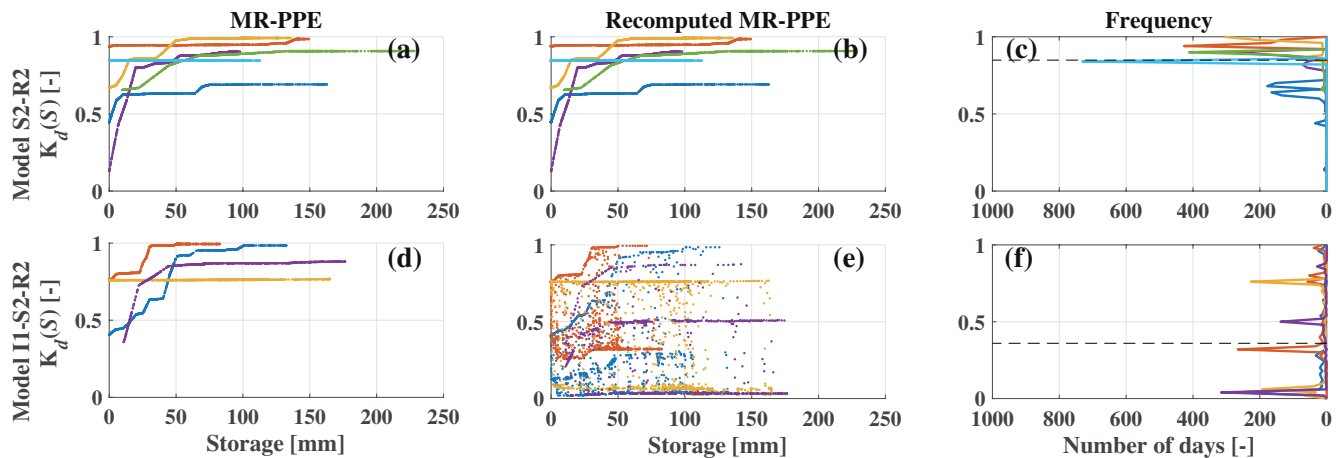 MR-PPE
Recomputed MR-PPE
Frequency
Model S2-R2
K_d(S) [-]
1
0.5
0
(a)
0 50 100 150 200 250
1
0.5
0
(b)
0 50 100 150 200 250
1
0.5
0
(c)
1000 800 600 400 200 0
Model I1-S2-R2
K_d(S) [-]
1
0.5
0
(d)
0 50 100 150 200 250
Storage [mm]
1
0.5
0
(e)
0 50 100 150 200 250
Storage [mm]
1
0.5
0
(f)
1000 800 600 400 200 0
Number of days [-]